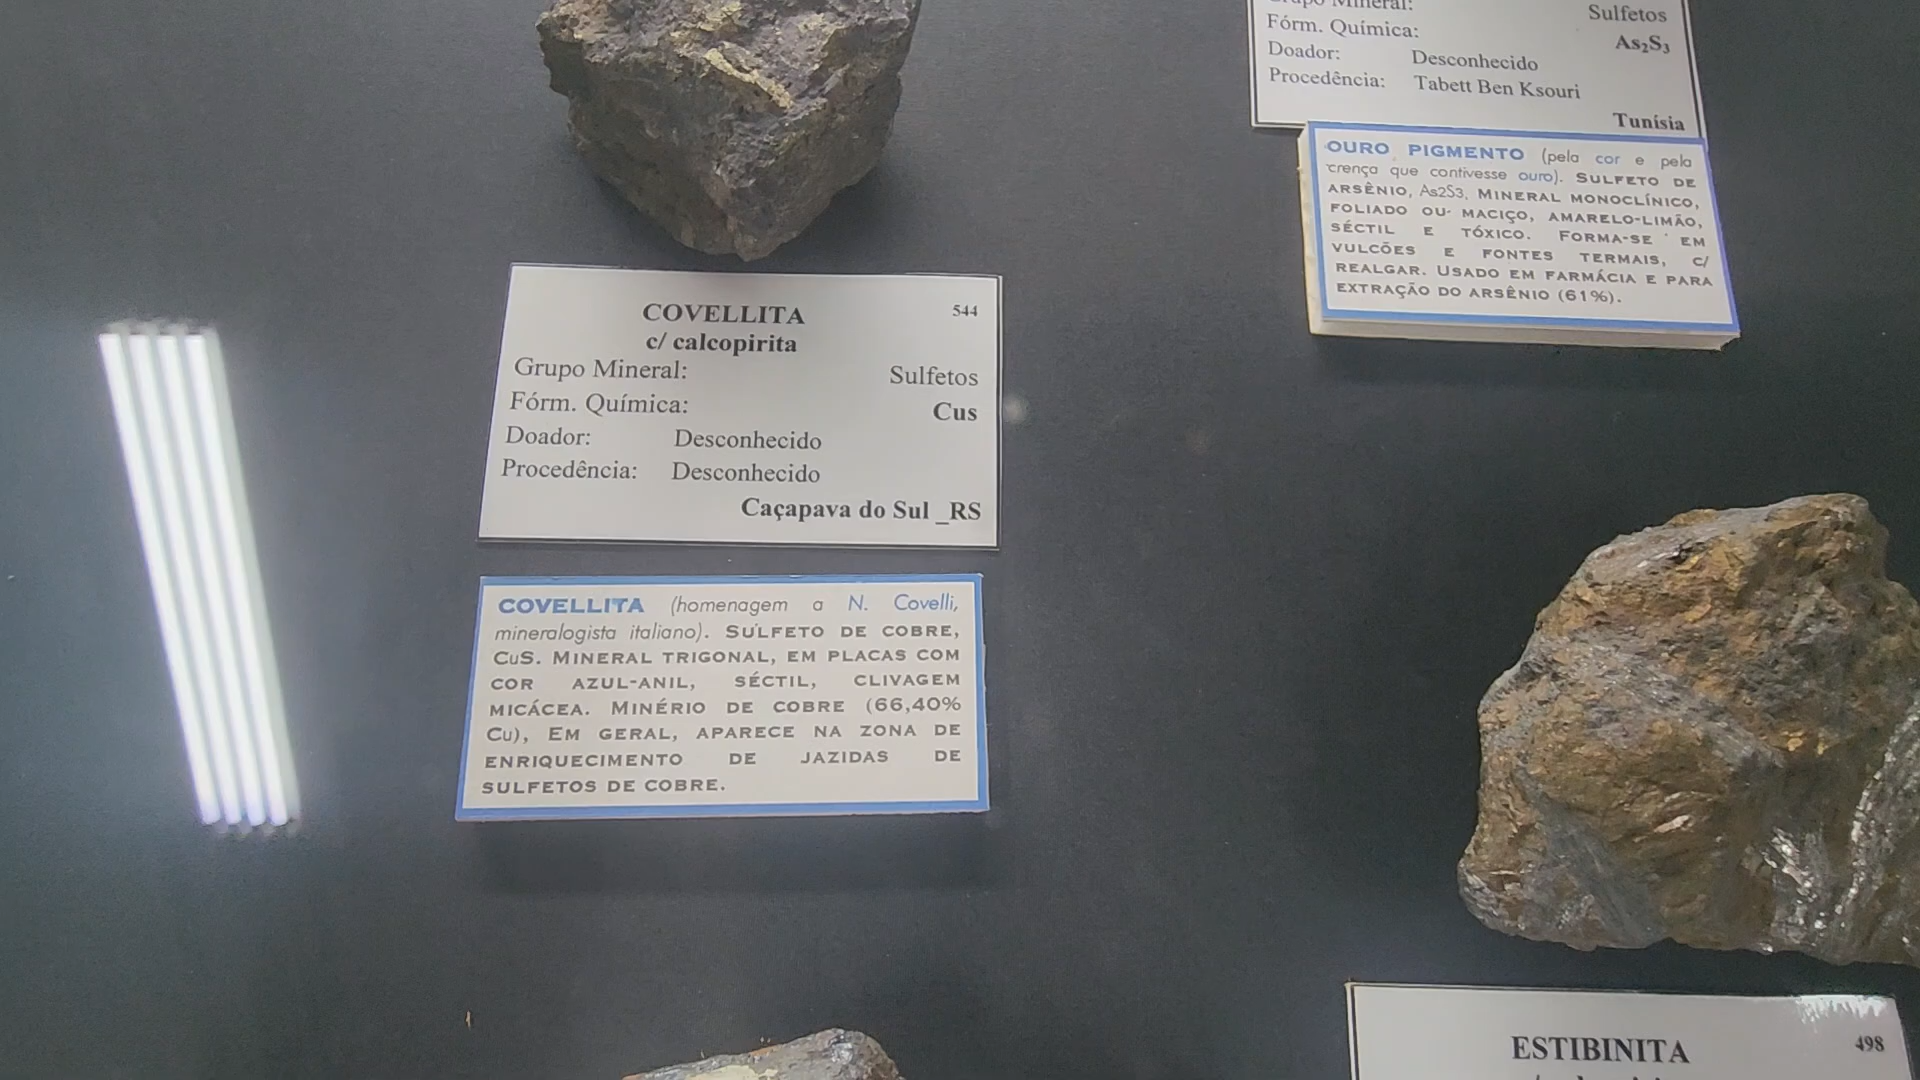 Grupo Mineral: Sulfetos
Fórm. Química: As₂S₃
Doador: Desconhecido
Procedência: Tabett Ben Ksouri
Tunísia
OURO PIGMENTO (pela cor e pela
crença que contivesse ouro). SULFETO DE
ARSÊNIO, As2S3, MINERAL MONOCLÍNICO,
FOLIADO OU MACIÇO, AMARELO-LIMÃO,
SÉCTIL E TÓXICO. FORMA-SE EM
VULCÕES E FONTES TERMAIS, C/
REALGAR. USADO EM FARMÁCIA E PARA
EXTRAÇÃO DO ARSÊNIO (61%).
COVELLITA 544
c/ calcopirita
Grupo Mineral: Sulfetos
Fórm. Química: Cus
Doador: Desconhecido
Procedência: Desconhecido
Caçapava do Sul _RS
COVELLITA (homenagem a N. Covelli,
mineralogista italiano). SULFETO DE COBRE,
CuS. MINERAL TRIGONAL, EM PLACAS COM
COR AZUL-ANIL, SÉCTIL, CLIVAGEM
MICÁCEA. MINÉRIO DE COBRE (66,40%
Cu), EM GERAL, APARECE NA ZONA DE
ENRIQUECIMENTO DE JAZIDAS DE
SULFETOS DE COBRE.
ESTIBINITA 498